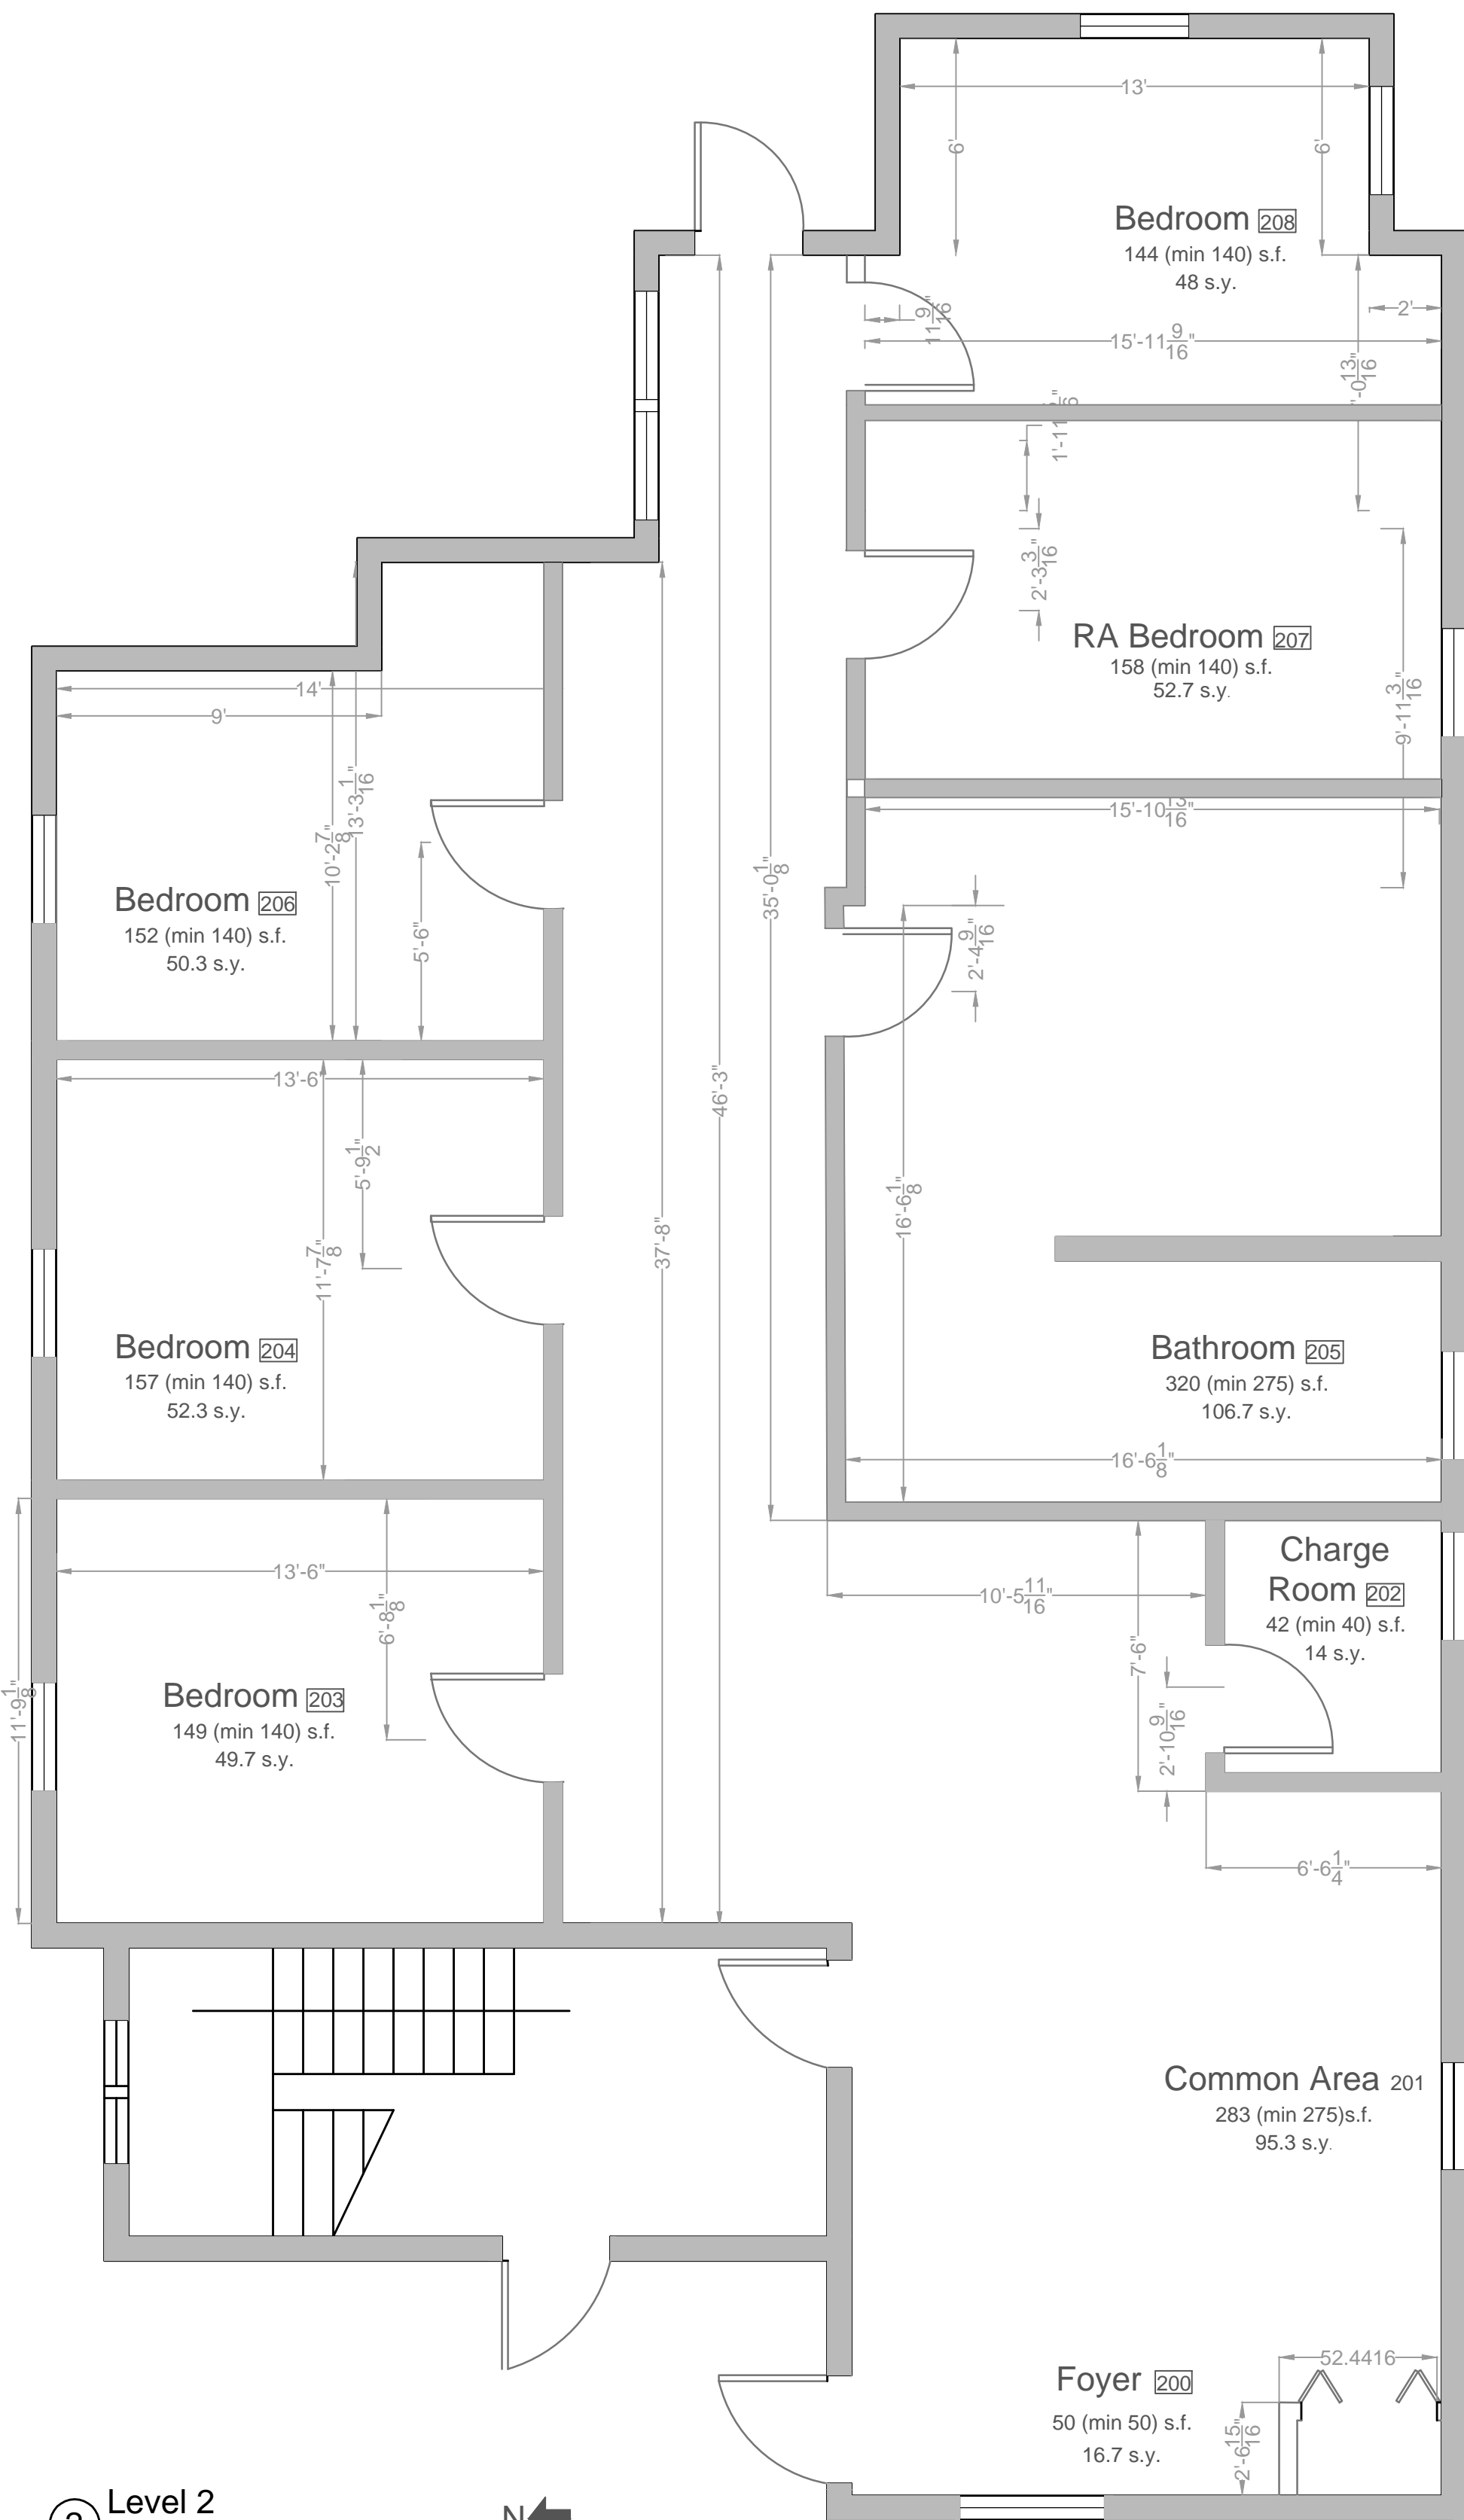 13'
6'
6'
Bedroom 208
144 (min 140) s.f.
48 s.y.
2'
11 9/16"
15'-11 9/16"
'-0 13/16"
1'-11
RA Bedroom 207
158 (min 140) s.f.
52.7 s.y.
2'-3 3/16"
9'-11 3/16"
14'
9'
13'-3 1/16"
10'-2 7/8"
5'-6"
Bedroom 206
152 (min 140) s.f.
50.3 s.y.
15'-10 13/16"
35'-0 1/8"
2'-4 9/16"
13'-6"
46'-3"
5'-9 1/2"
16'-6 1/8"
37'-8"
11'-7 7/8"
Bedroom 204
157 (min 140) s.f.
52.3 s.y.
Bathroom 205
320 (min 275) s.f.
106.7 s.y.
16'-6 1/8"
13'-6"
10'-5 11/16"
Charge
Room 202
42 (min 40) s.f.
14 s.y.
6'-8 1/8"
7'-6"
11'-9 1/8"
Bedroom 203
149 (min 140) s.f.
49.7 s.y.
2'-10 9/16"
6'-6 1/4"
Common Area 201
283 (min 275)s.f.
95.3 s.y.
52.4416
Foyer 200
50 (min 50) s.f.
16.7 s.y.
2'-6 15/16"
Level 2
N